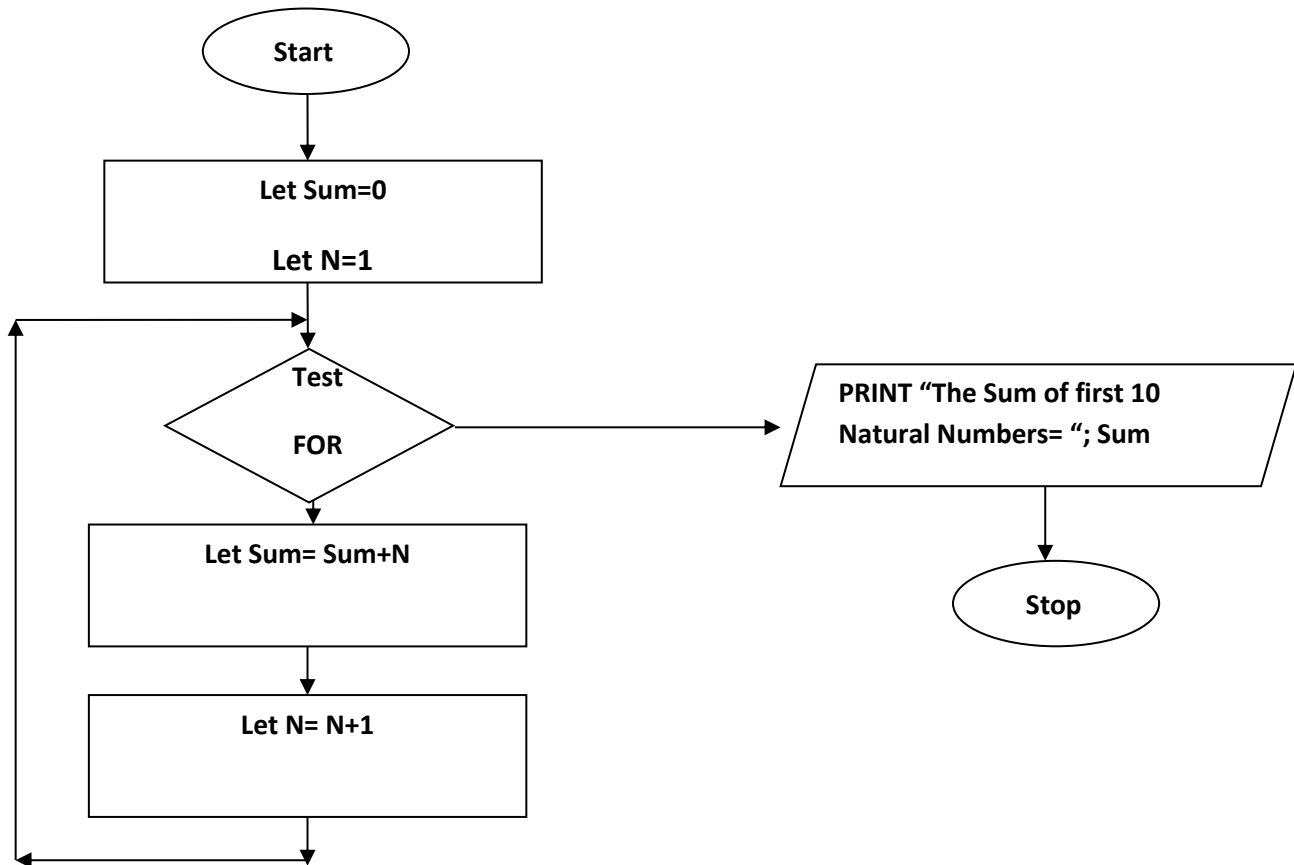 Start
Let Sum=0
Let N=1
Test
FOR
PRINT “The Sum of first 10
Natural Numbers= “; Sum
Let Sum= Sum+N
Stop
Let N= N+1